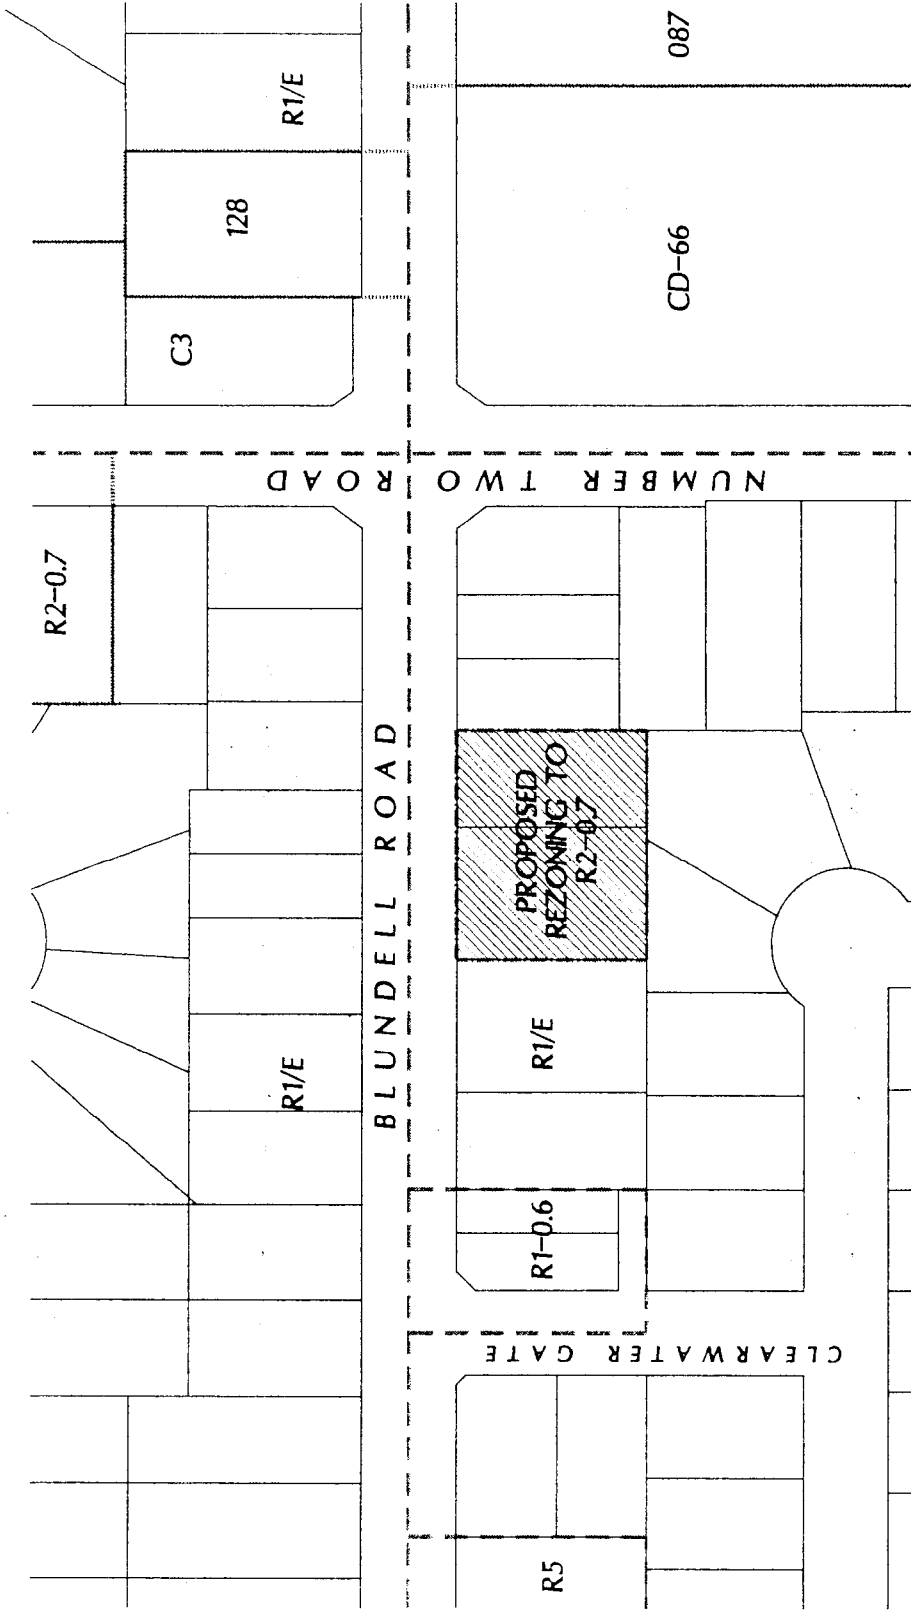 R1/E
128
C3
087
CD-66
NUMBER TWO ROAD
R2-0.7
BLUNDELL ROAD
PROPOSED
REZONING TO
R2-0.7
R1/E
R1/E
R1-0.6
CLEARWATER GATE
R5